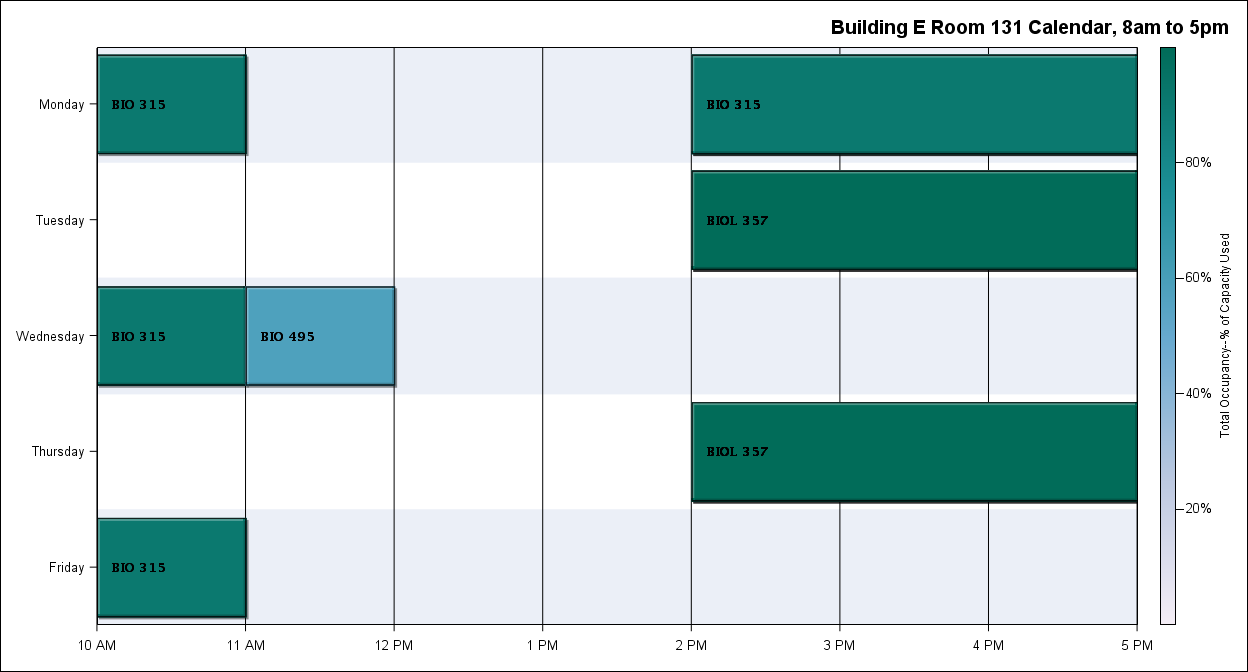 Building E Room 131 Calendar, 8am to 5pm
Monday
BIO 315
BIO 315
Tuesday
BIOL 357
Wednesday
BIO 315
BIO 495
Thursday
BIOL 357
Friday
BIO 315
10 AM
11 AM
12 PM
1 PM
2 PM
3 PM
4 PM
5 PM
80%
60%
40%
20%
Total Occupancy--% of Capacity Used